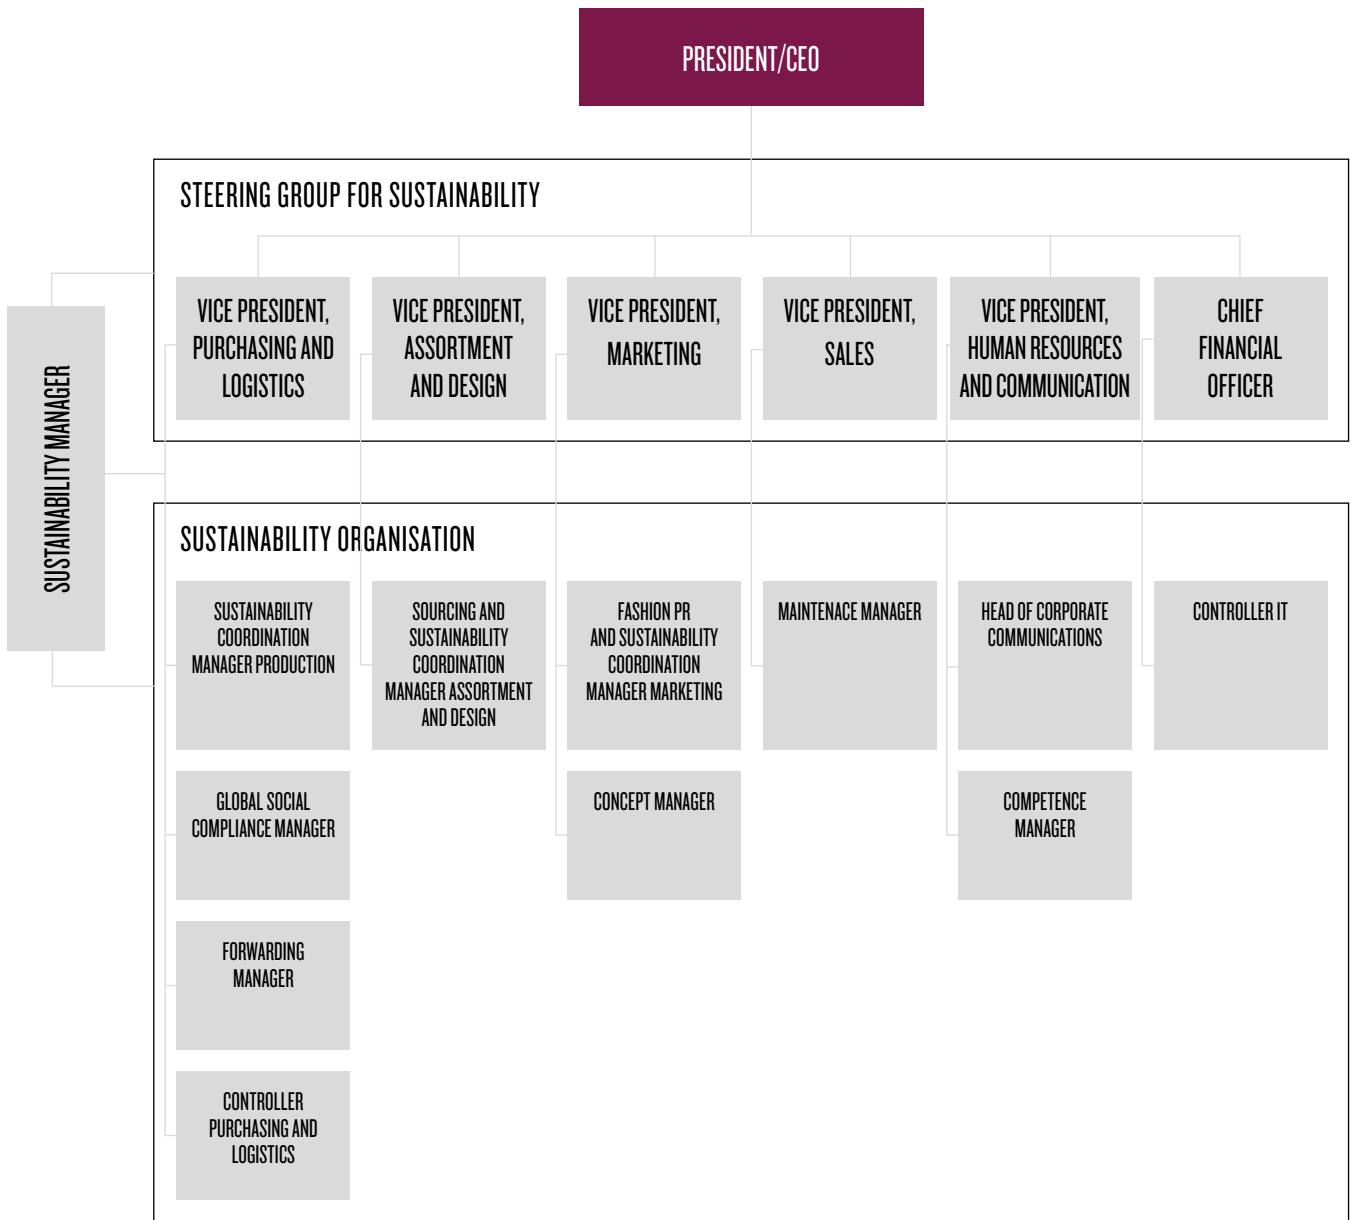 PRESIDENT/CEO
STEERING GROUP FOR SUSTAINABILITY
VICE PRESIDENT,
PURCHASING AND
LOGISTICS
VICE PRESIDENT,
ASSORTMENT
AND DESIGN
VICE PRESIDENT,
MARKETING
VICE PRESIDENT,
SALES
VICE PRESIDENT,
HUMAN RESOURCES
AND COMMUNICATION
CHIEF
FINANCIAL
OFFICER
SUSTAINABILITY MANAGER
SUSTAINABILITY ORGANISATION
SUSTAINABILITY
COORDINATION
MANAGER PRODUCTION
SOURCING AND
SUSTAINABILITY
COORDINATION
MANAGER ASSORTMENT
AND DESIGN
FASHION PR
AND SUSTAINABILITY
COORDINATION
MANAGER MARKETING
MAINTENACE MANAGER
HEAD OF CORPORATE
COMMUNICATIONS
CONTROLLER IT
GLOBAL SOCIAL
COMPLIANCE MANAGER
CONCEPT MANAGER
COMPETENCE
MANAGER
FORWARDING
MANAGER
CONTROLLER
PURCHASING AND
LOGISTICS